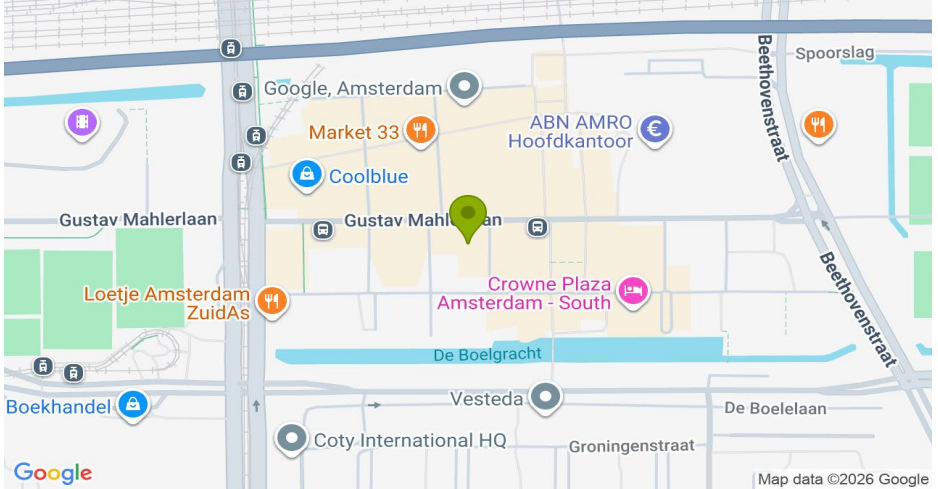 Spoorslag
Beethovenstraat
Google, Amsterdam
Market 33
ABN AMRO
Hoofdkantoor
€
Coolblue
Gustav Mahlerlaan
Gustav Mahlerlaan
Beethovenstraat
Crowne Plaza
Amsterdam - South
Loetje Amsterdam
ZuidAs
De Boelgracht
Boekhandel
Vesteda
De Boelelaan
Coty International HQ
Groningenstraat
Google
Map data ©2026 Google